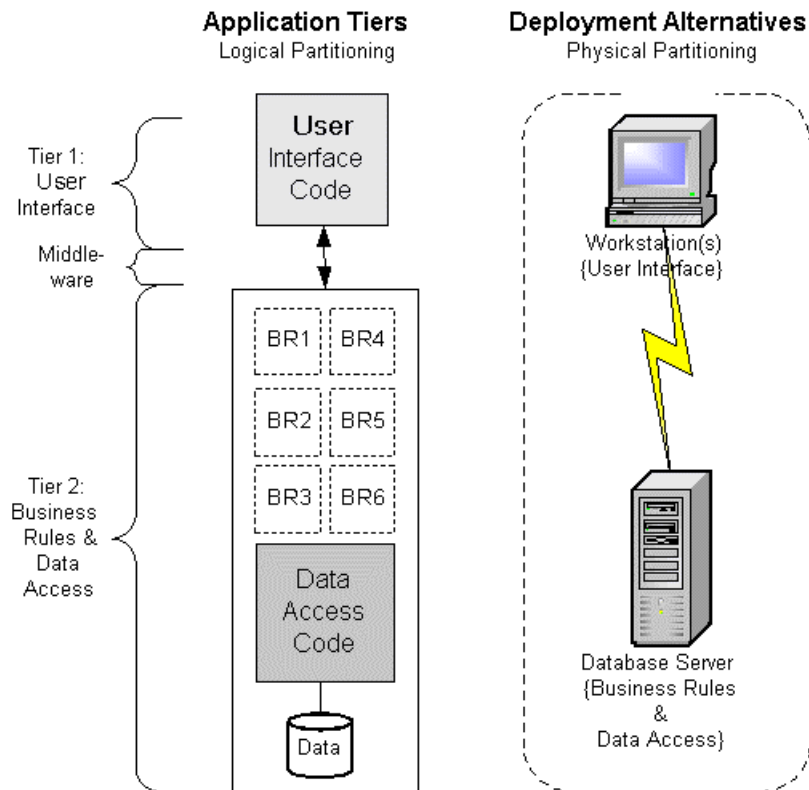 Application Tiers
Logical Partitioning
Deployment Alternatives
Physical Partitioning
Tier 1:
User
Interface
Middle-
ware
Tier 2:
Business
Rules &
Data
Access
User
Interface
Code
BR1
BR4
BR2
BR5
BR3
BR6
Data
Access
Code
Data
Workstation(s)
{User Interface}
Database Server
{Business Rules
&
Data Access}